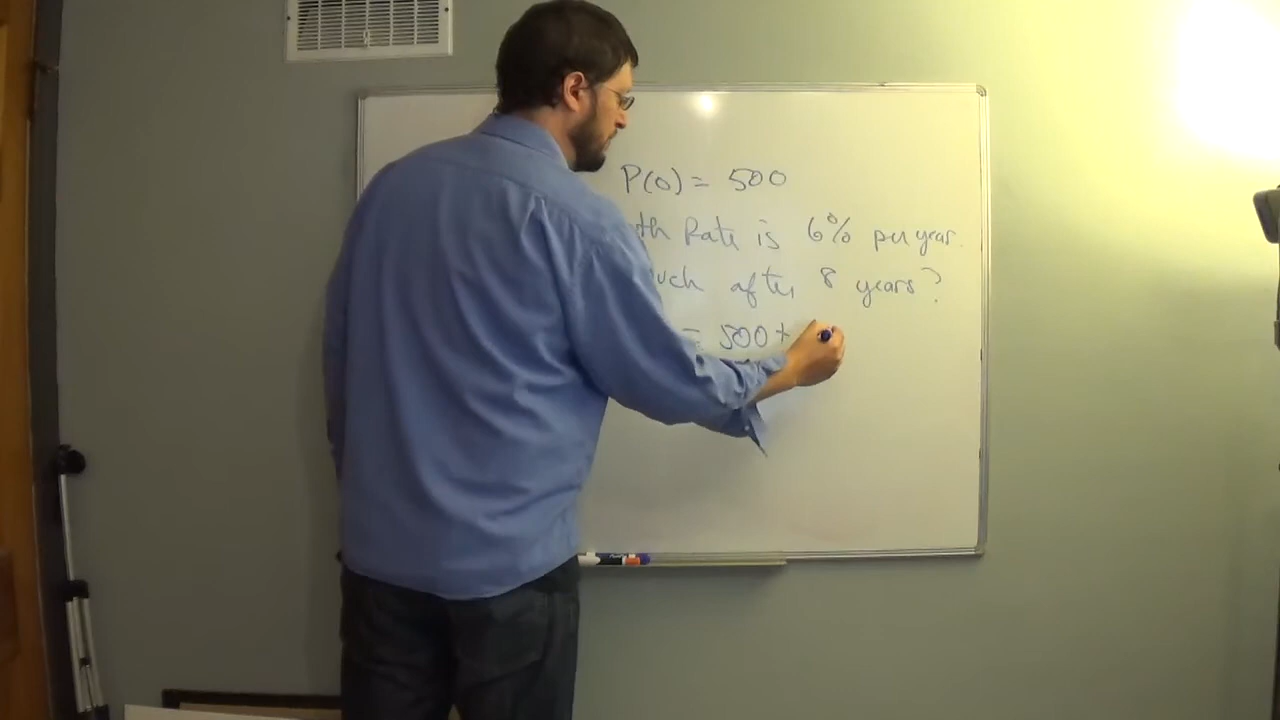 P(0) = 500
th Rate is 6% per year.
uch after 8 years?
= 500 +